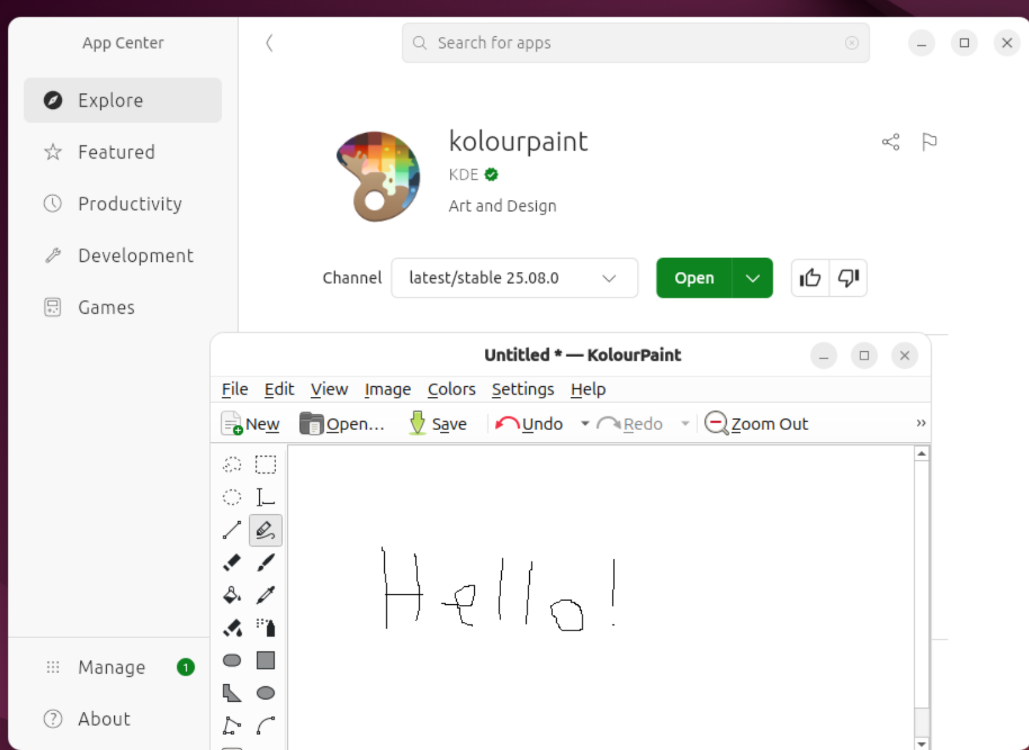 App Center
Search for apps
Explore
Featured
Productivity
Development
Games
kolourpaint
KDE
Art and Design
Channel
latest/stable 25.08.0
Open
Untitled * — KolourPaint
File Edit View Image Colors Settings Help
New Open... Save Undo Redo Zoom Out »
Hello!
Manage 1
About